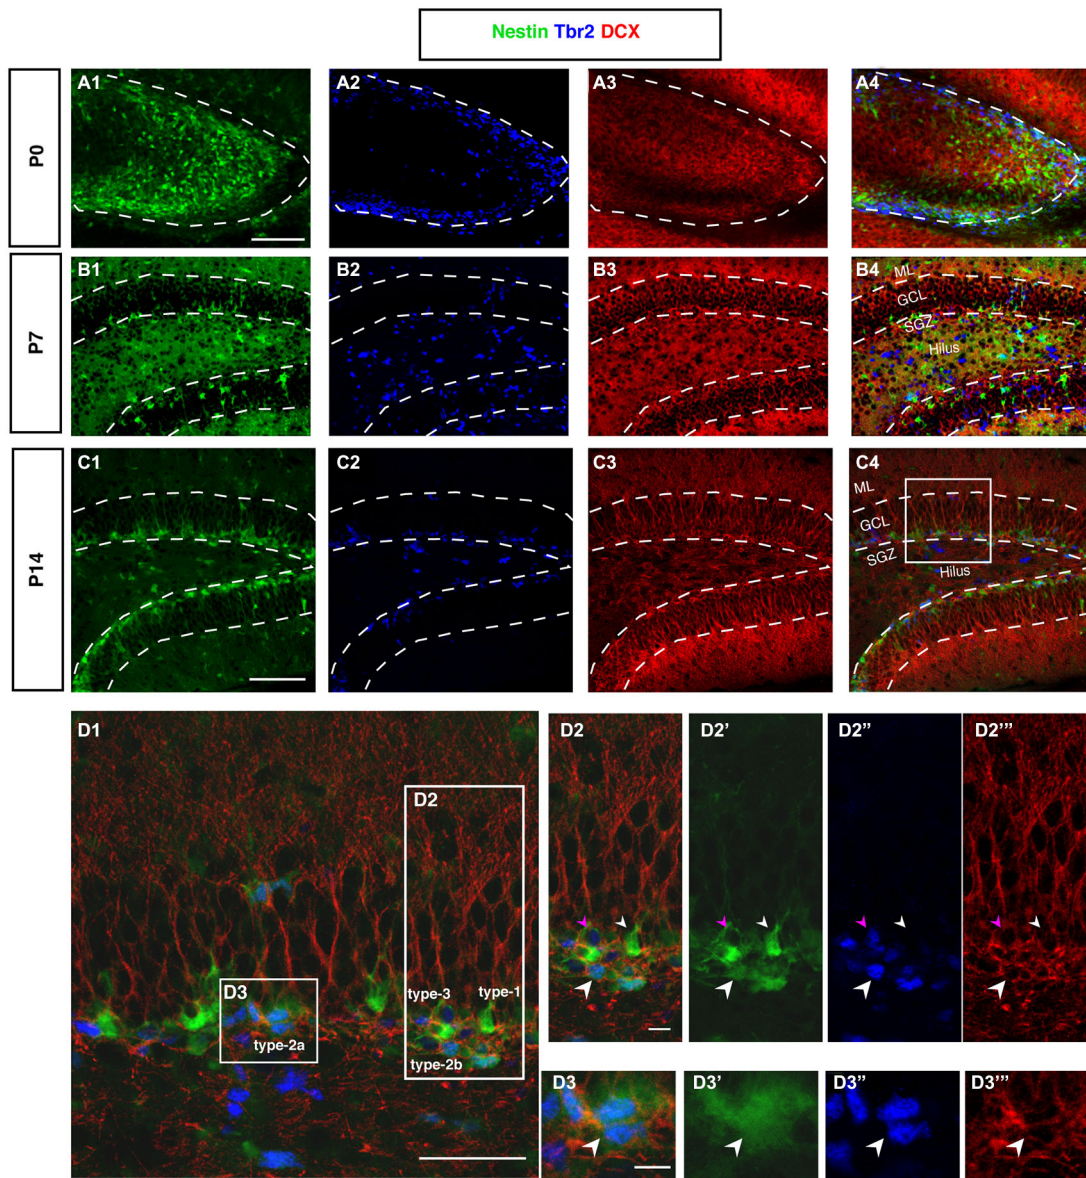 Nestin Tbr2 DCX
P0
A1
A2
A3
A4
P7
B1
B2
B3
B4
ML
GCL
SGZ
Hilus
P14
C1
C2
C3
C4
ML
GCL
SGZ
Hilus
D1
D2
D3
type-3
type-1
type-2a
type-2b
D2
D2'
D2''
D2'''
D3
D3'
D3''
D3'''